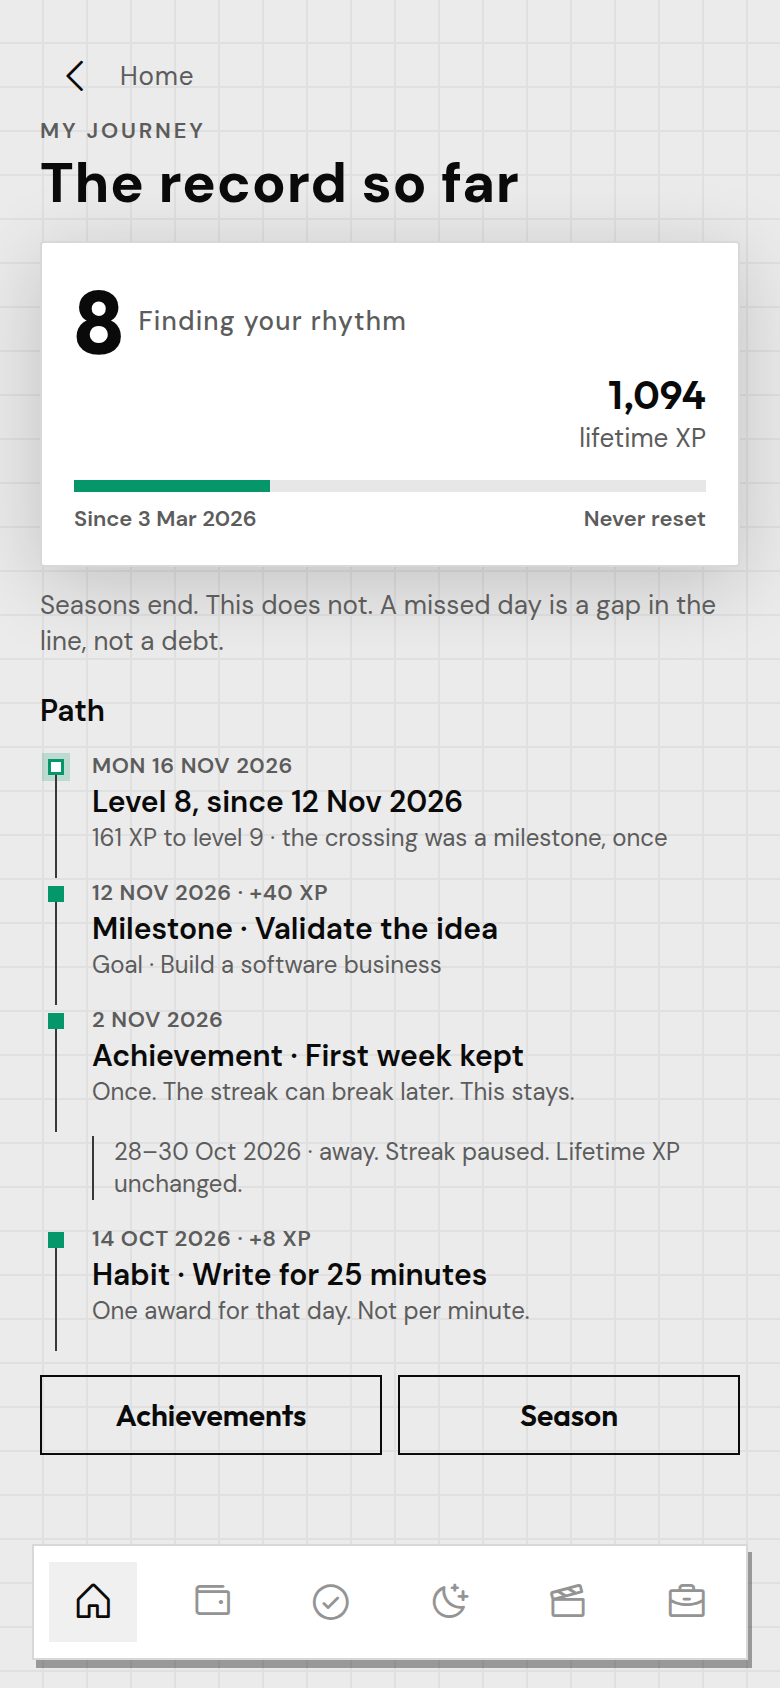 Home
MY JOURNEY
The record so far
8 Finding your rhythm
1,094
lifetime XP
Since 3 Mar 2026 Never reset
Seasons end. This does not. A missed day is a gap in the
line, not a debt.
Path
MON 16 NOV 2026
Level 8, since 12 Nov 2026
161 XP to level 9 · the crossing was a milestone, once
12 NOV 2026 · +40 XP
Milestone · Validate the idea
Goal · Build a software business
2 NOV 2026
Achievement · First week kept
Once. The streak can break later. This stays.
28–30 Oct 2026 · away. Streak paused. Lifetime XP
unchanged.
14 OCT 2026 · +8 XP
Habit · Write for 25 minutes
One award for that day. Not per minute.
Achievements Season